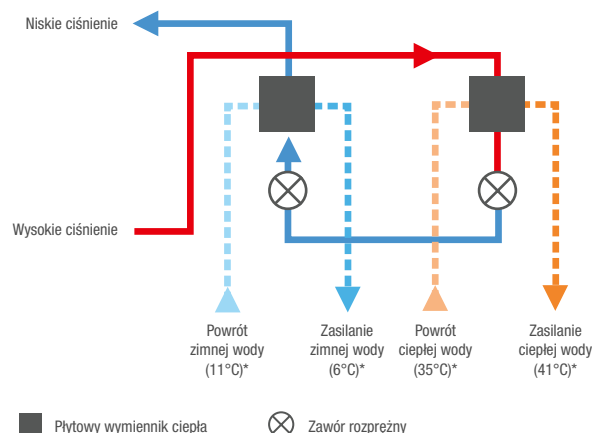 Niskie ciśnienie
Wysokie ciśnienie
Powrót
zimnej wody
(11°C)*
Zasilanie
zimnej wody
(6°C)*
Powrót
ciepłej wody
(35°C)*
Zasilanie
ciepłej wody
(41°C)*
Płytowy wymiennik ciepła
Zawór rozprężny